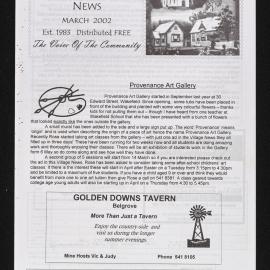 NEWS
MARCH 2002
Est. 1993 Distributed FREE
The Voice Of The Community
Provenance Art Gallery
Provenance Art Gallery started in September last year at 30
Edward Street, Wakefield. Since opening, some tubs have been placed in
front of the building and planted with some very colourful flowers – thanks
kids for not pulling them out – though I have heard from one teacher at
Wakefield School that she has been presented with a bunch of flowers
that looked exactly like the ones outside the gallery.
A small mural has been added to the side and a large sign put up. The word 'Provenance' means
'origin' and is used when describing the origin of a piece of art hence the name Provenance Art Gallery.
Recently Rose started taking art classes from the gallery – with just one ad in the Village News they all
filled up in three days! These have been running for two weeks now and all students are doing amazing
work and thoroughly enjoying their classes. There will be an exhibition of students work in the Gallery
6 May so do come along and see how well they have done.
A second group of 5 sessions will start from 14 March so if you are interested please check out
the ad in this Village News. Rose has been asked to consider taking some after-school childrens' art
classes. If there is the interest these will start in April after Easter on a Tuesday from 3.15pm to 4.30pm
and be limited to a maximum of five students. If you have a child aged 9 or over and think they would
benefit from more one to one art tuition then give Rose a call on 541 8381. A class geared towards
college age young adults will also be starting up in April on a Thursday from 4.30 to 5.45pm.
GOLDEN DOWNS TAVERN
Belgrove
More Than Just a Tavern
Enjoy the country-side and
visit us during the longer
summer evenings.
Mine Hosts Vic & Judy Phone 541 8105